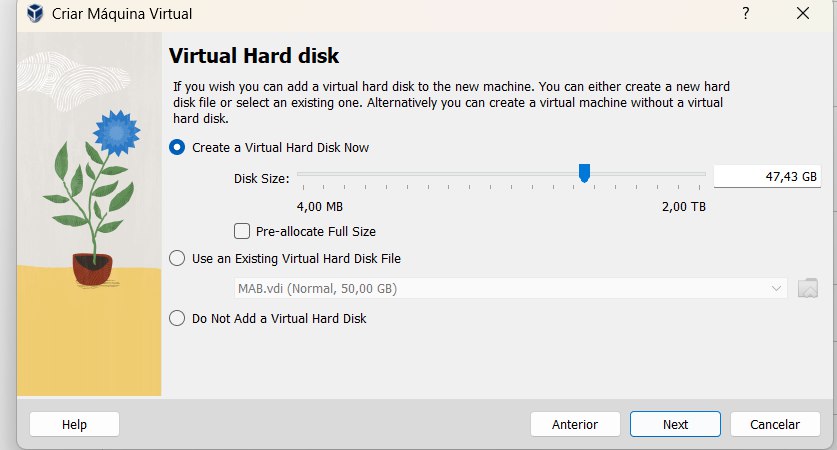 Criar Máquina Virtual
?
Virtual Hard disk
If you wish you can add a virtual hard disk to the new machine. You can either create a new hard
disk file or select an existing one. Alternatively you can create a virtual machine without a virtual
hard disk.
Create a Virtual Hard Disk Now
Disk Size:
47,43 GB
4,00 MB
2,00 TB
Pre-allocate Full Size
Use an Existing Virtual Hard Disk File
MAB.vdi (Normal, 50,00 GB)
Do Not Add a Virtual Hard Disk
Help
Anterior
Next
Cancelar